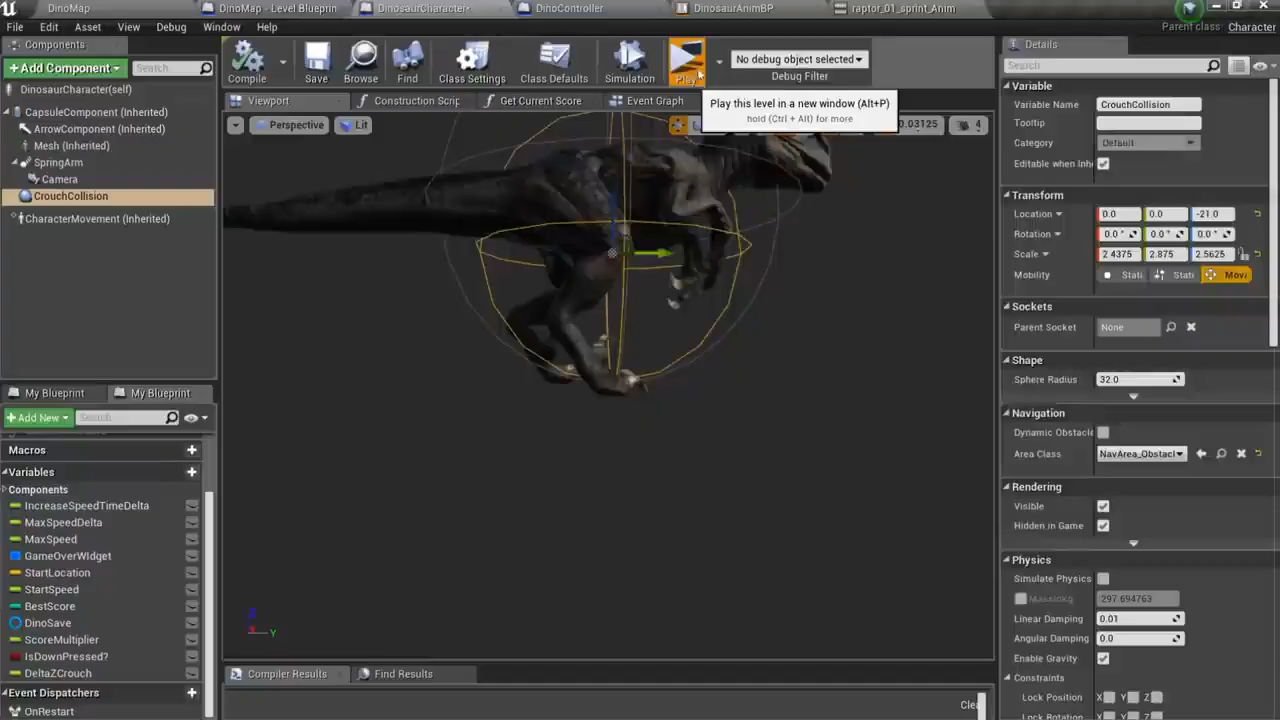 DinoMap
DinoMap - Level Blueprin
DinosaurCharacter*
DinoController
DinosaurAnimBP
raptor_01_sprint_Anim
File Edit Asset View Debug Window Help
Parent class: Character
Components
+ Add Component
Search
DinosaurCharacter(self)
CapsuleComponent (Inherited)
ArrowComponent (Inherited)
Mesh (Inherited)
SpringArm
Camera
CrouchCollision
CharacterMovement (Inherited)
My Blueprint
My Blueprint
+ Add New
Search
Macros
Variables
Components
IncreaseSpeedTimeDelta
MaxSpeedDelta
MaxSpeed
GameOverWIdget
StartLocation
StartSpeed
BestScore
DinoSave
ScoreMultiplier
IsDownPressed?
DeltaZCrouch
Event Dispatchers
OnRestart
Compile
Save
Browse
Find
Class Settings
Class Defaults
Simulation
Play
No debug object selected
Debug Filter
Viewport
Construction Scrip
Get Current Score
Event Graph
Play this level in a new window (Alt+P)
hold (Ctrl + Alt) for more
Perspective
Lit
0.03125
4
Z
Y
Compiler Results
Find Results
Clea
Details
Search
Variable
Variable Name CrouchCollision
Tooltip
Category Default
Editable when Inh
Transform
Location 0.0 0.0 -21.0
Rotation 0.0 ° 0.0 ° 0.0 °
Scale 2.4375 2.875 2.5625
Mobility Stati Stati Mov
Sockets
Parent Socket None
Shape
Sphere Radius 32.0
Navigation
Dynamic Obstacle
Area Class NavArea_Obstacl
Rendering
Visible
Hidden in Game
Physics
Simulate Physics
297.694763
Linear Damping 0.01
Angular Damping 0.0
Enable Gravity
Constraints
Lock Position X Y Z
Lock Rotation